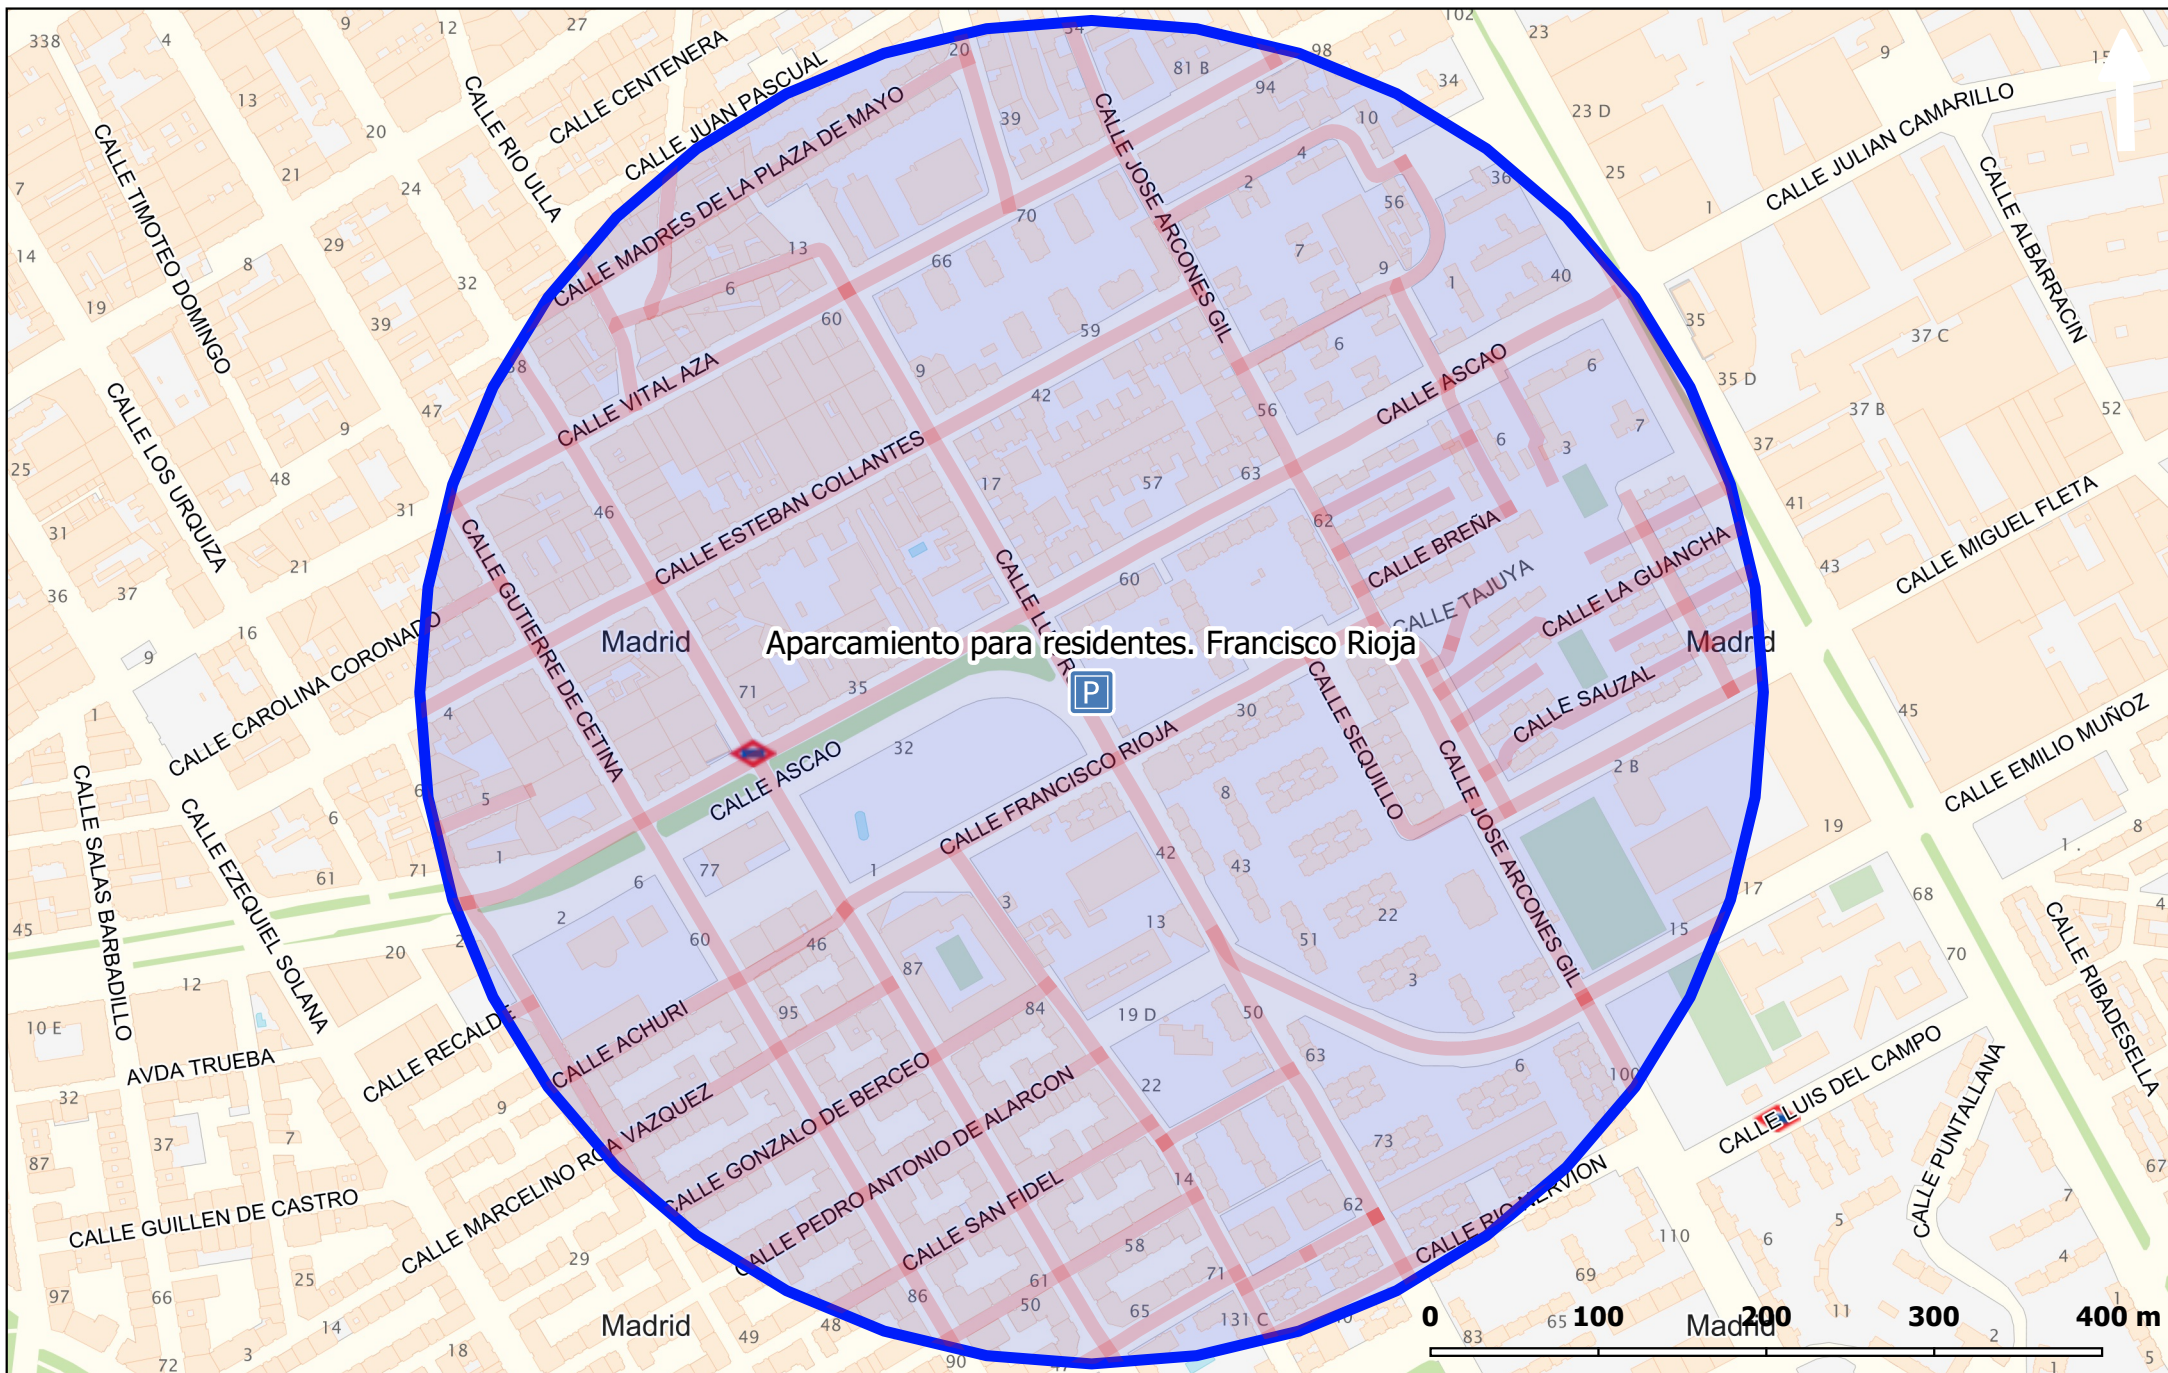 CALLE CENTENERA
CALLE JUAN PASCUAL
CALLE RIO ULLA
CALLE TIMOTEO DOMINGO
CALLE MADRES DE LA PLAZA DE MAYO
CALLE JOSE ARCONES GIL
CALLE JULIAN CAMARILLO
CALLE ALBARRACIN
CALLE LOS URQUIZA
CALLE VITAL AZA
CALLE ESTEBAN COLLANTES
CALLE ASCAO
CALLE MIGUEL FLETA
CALLE BREÑA
CALLE TAJUYA
CALLE LA GUANCHA
CALLE GUTIERRE DE CETINA
CALLE CAROLINA CORONADO
Madrid
Aparcamiento para residentes. Francisco Rioja
P
Madrid
CALLE SAUZAL
CALLE SEQUILLO
CALLE FRANCISCO RIOJA
CALLE ASCAO
CALLE JOSE ARCONES GIL
CALLE EMILIO MUÑOZ
CALLE SALAS BARBADILLO
CALLE EZEQUIEL SOLANA
CALLE RIBADESELLA
CALLE RECALDE
CALLE ACHURI
AVDA TRUEBA
CALLE MARCELINO ROA VAZQUEZ
CALLE GONZALO DE BERCEO
CALLE PEDRO ANTONIO DE ALARCON
CALLE SAN FIDEL
CALLE LUIS DEL CAMPO
CALLE PUNTALLANA
CALLE RIO NERVION
CALLE GUILLEN DE CASTRO
Madrid
Madrid
0 100 200 300 400 m